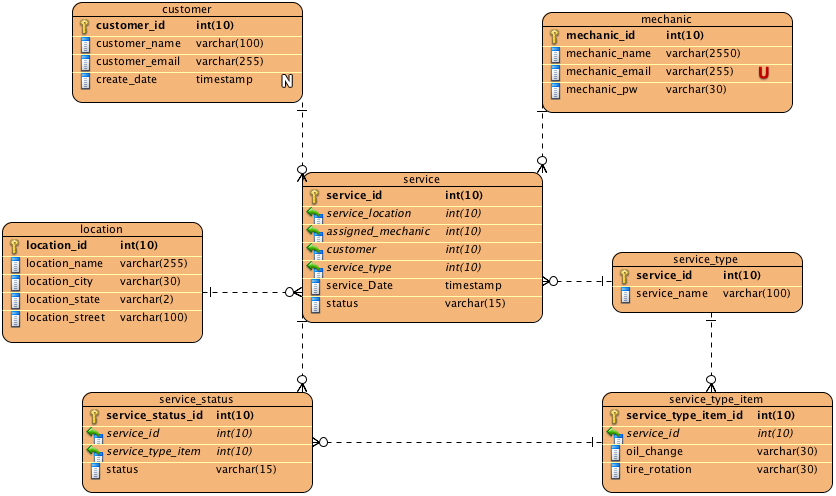 customer
customer_id int(10)
customer_name varchar(100)
customer_email varchar(255)
create_date timestamp N
mechanic
mechanic_id int(10)
mechanic_name varchar(2550)
mechanic_email varchar(255) U
mechanic_pw varchar(30)
service
service_id int(10)
service_location int(10)
assigned_mechanic int(10)
customer int(10)
service_type int(10)
service_Date timestamp
status varchar(15)
location
location_id int(10)
location_name varchar(255)
location_city varchar(30)
location_state varchar(2)
location_street varchar(100)
service_type
service_id int(10)
service_name varchar(100)
service_status
service_status_id int(10)
service_id int(10)
service_type_item int(10)
status varchar(15)
service_type_item
service_type_item_id int(10)
service_id int(10)
oil_change varchar(30)
tire_rotation varchar(30)